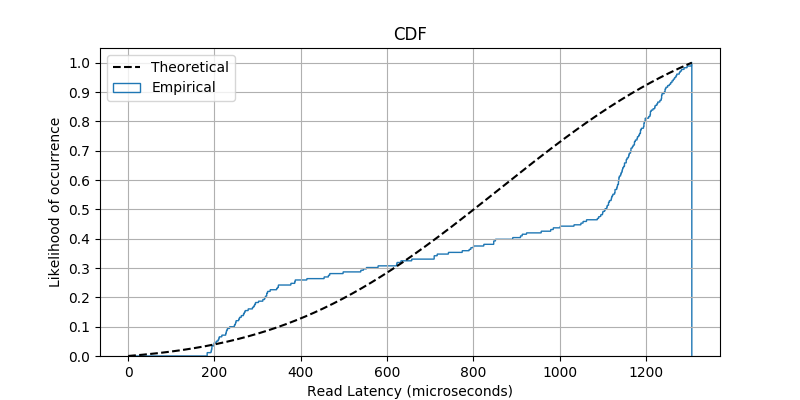 CDF
Theoretical
Empirical
Likelihood of occurrence
1.0
0.9
0.8
0.7
0.6
0.5
0.4
0.3
0.2
0.1
0.0
0 200 400 600 800 1000 1200
Read Latency (microseconds)